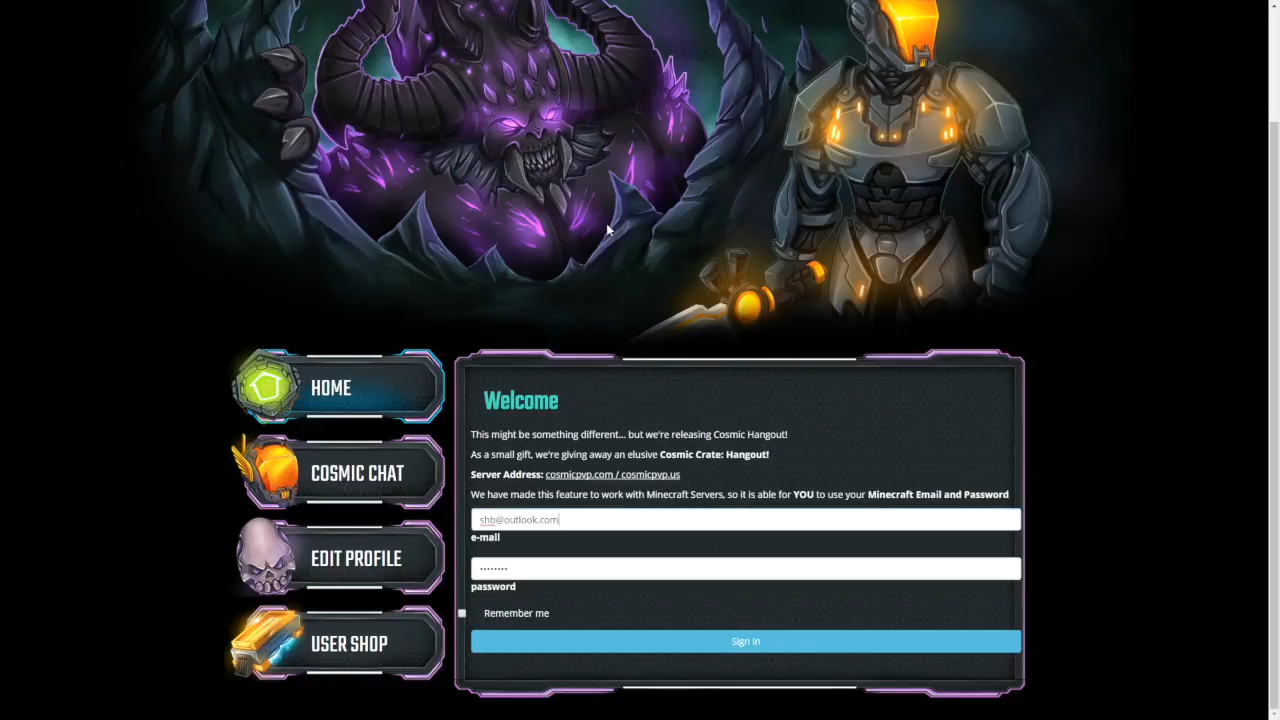 HOME
COSMIC CHAT
EDIT PROFILE
USER SHOP
Welcome
This might be something different... but we're releasing Cosmic Hangout!
As a small gift, we're giving away an elusive Cosmic Crate: Hangout!
Server Address: cosmicpvp.com / cosmicpvp.us
We have made this feature to work with Minecraft Servers, so it is able for YOU to use your Minecraft Email and Password
shb@outlook.com
e-mail
••••••••
password
Remember me
Sign in